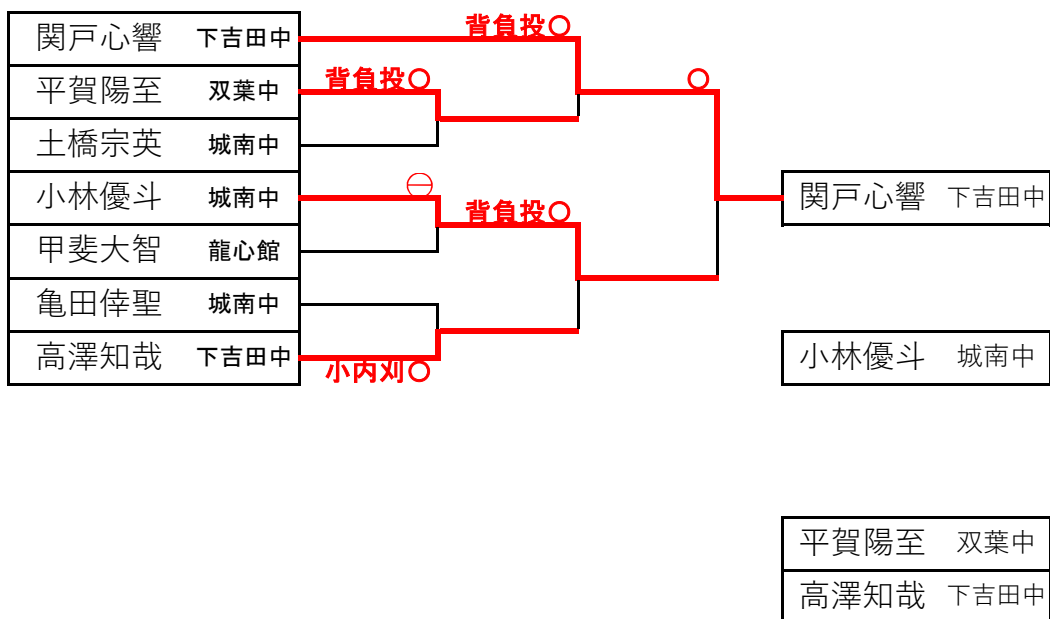 背負投○
関戸心響 下吉田中
背負投○
○
平賀陽至 双葉中
土橋宗英 城南中
⊖
小林優斗 城南中
背負投○
関戸心響 下吉田中
甲斐大智 龍心館
亀田倖聖 城南中
高澤知哉 下吉田中
小内刈○
小林優斗 城南中
平賀陽至 双葉中
高澤知哉 下吉田中